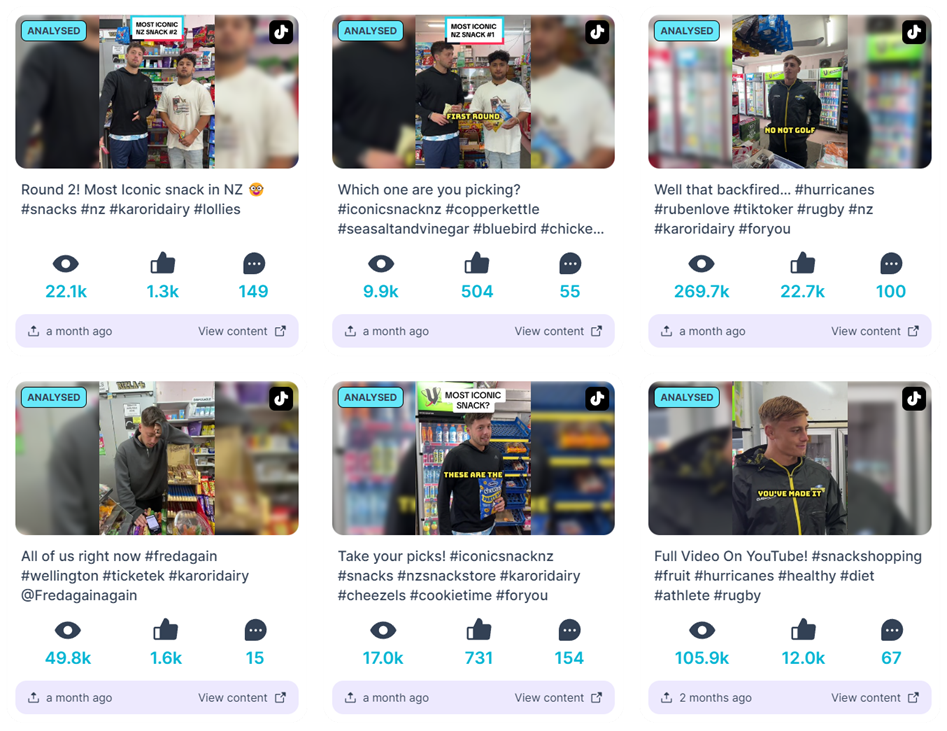 ANALYSED
MOST ICONIC
NZ SNACK #2
Round 2! Most Iconic snack in NZ 🤓
#snacks #nz #karoridairy #lollies
22.1k 1.3k 149
a month ago View content
ANALYSED
MOST ICONIC
NZ SNACK #1
FIRST ROUND
Which one are you picking?
#iconicsnacknz #copperkettle
#seasaltandvinegar #bluebird #chicke...
9.9k 504 55
a month ago View content
ANALYSED
NO NOT GOLF
Well that backfired... #hurricanes
#rubenlove #tiktoker #rugby #nz
#karoridairy #foryou
269.7k 22.7k 100
a month ago View content
ANALYSED
All of us right now #fredagain
#wellington #ticketek #karoridairy
@Fredagainagain
49.8k 1.6k 15
a month ago View content
ANALYSED
MOST ICONIC
SNACK?
THESE ARE THE
Take your picks! #iconicsnacknz
#snacks #nzsnackstore #karoridairy
#cheezels #cookietime #foryou
17.0k 731 154
a month ago View content
ANALYSED
YOU'VE MADE IT
Full Video On YouTube! #snackshopping
#fruit #hurricanes #healthy #diet
#athlete #rugby
105.9k 12.0k 67
2 months ago View content